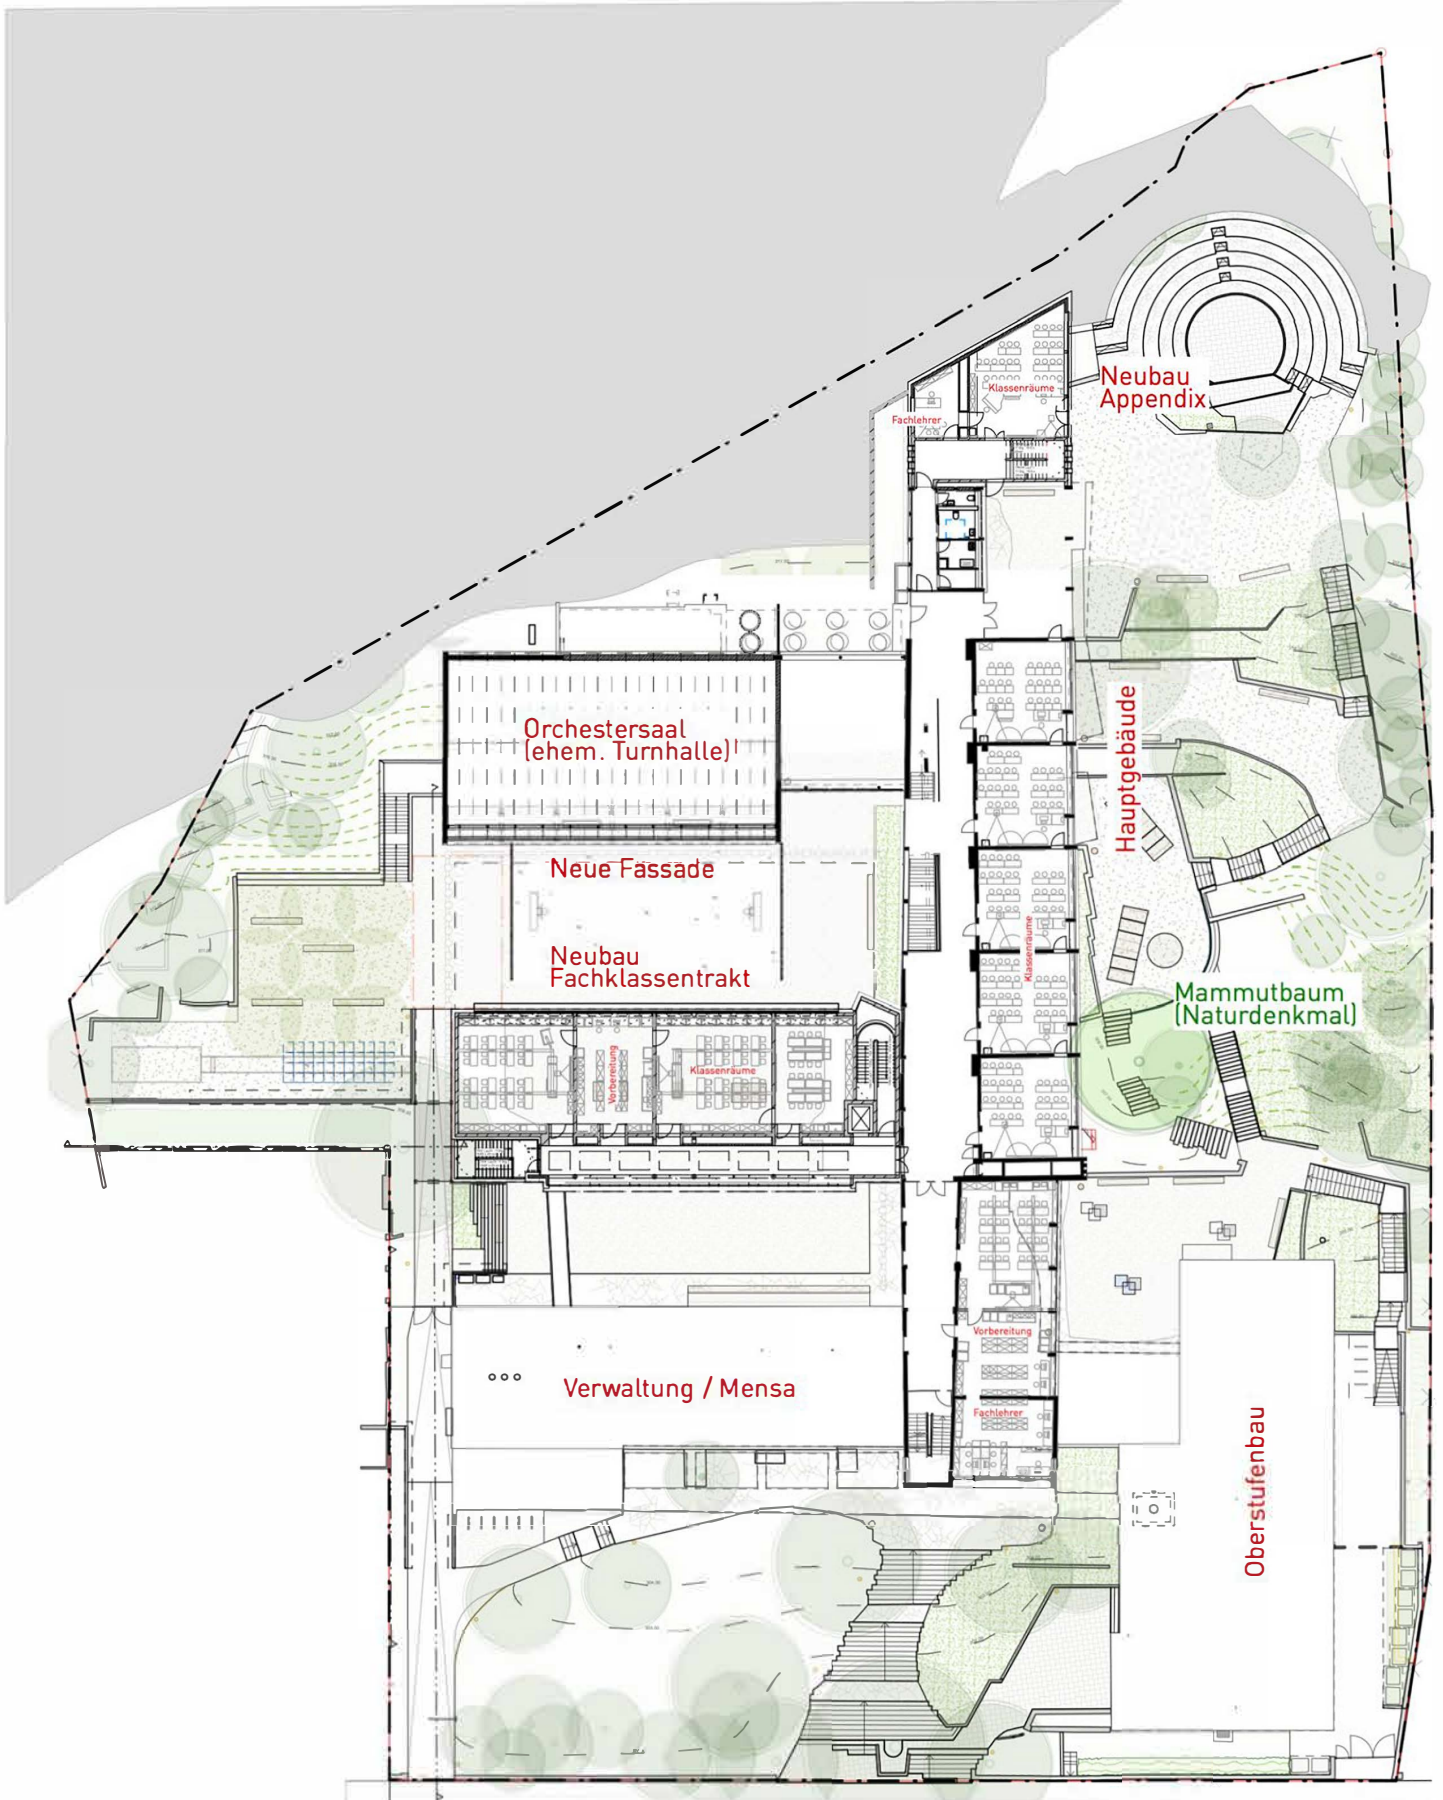 Neubau
Appendix
Klassenräume
Fachlehrer
Orchestersaal
(ehem. Turnhalle)
Hauptgebäude
Neue Fassade
Neubau
Fachklassentrakt
Klassenräume
Mammutbaum
(Naturdenkmal)
Vorbereitung
Klassenräume
Vorbereitung
Verwaltung / Mensa
Fachlehrer
Oberstufenbau